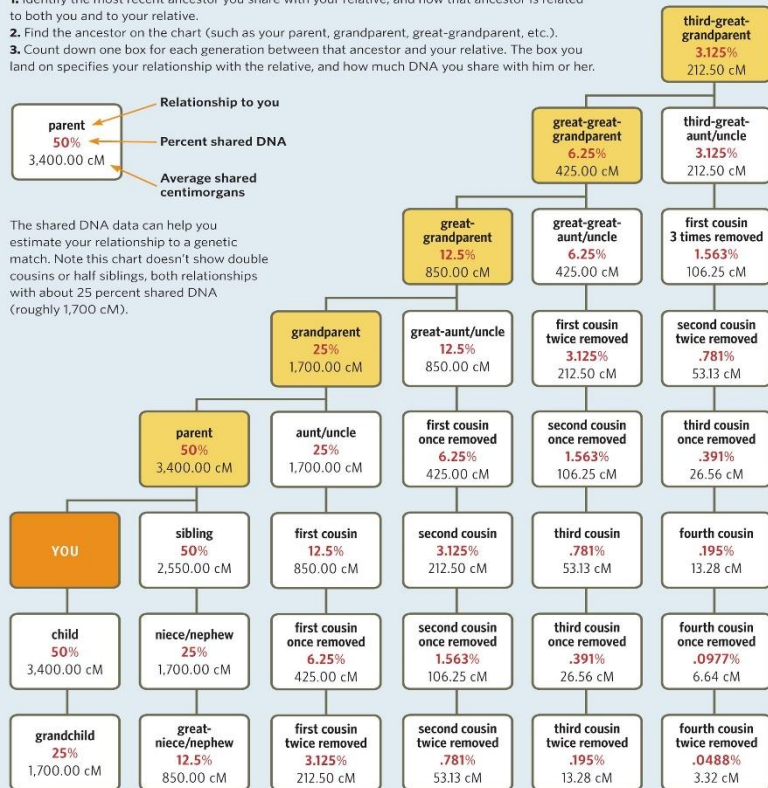 1. Identify the most recent ancestor you share with your relative, and how that ancestor is related
to both you and to your relative.
2. Find the ancestor on the chart (such as your parent, grandparent, great-grandparent, etc.).
3. Count down one box for each generation between that ancestor and your relative. The box you
land on specifies your relationship with the relative, and how much DNA you share with him or her.
third-great-
grandparent
3.125%
212.50 cM
parent
50%
3,400.00 cM
Relationship to you
Percent shared DNA
Average shared
centimorgans
great-great-
grandparent
6.25%
425.00 cM
third-great-
aunt/uncle
3.125%
212.50 cM
The shared DNA data can help you
estimate your relationship to a genetic
match. Note this chart doesn't show double
cousins or half siblings, both relationships
with about 25 percent shared DNA
(roughly 1,700 cM).
great-
grandparent
12.5%
850.00 cM
great-great-
aunt/uncle
6.25%
425.00 cM
first cousin
3 times removed
1.563%
106.25 cM
grandparent
25%
1,700.00 cM
great-aunt/uncle
12.5%
850.00 cM
first cousin
twice removed
3.125%
212.50 cM
second cousin
twice removed
.781%
53.13 cM
parent
50%
3,400.00 cM
aunt/uncle
25%
1,700.00 cM
first cousin
once removed
6.25%
425.00 cM
second cousin
once removed
1.563%
106.25 cM
third cousin
once removed
.391%
26.56 cM
YOU
sibling
50%
2,550.00 cM
first cousin
12.5%
850.00 cM
second cousin
3.125%
212.50 cM
third cousin
.781%
53.13 cM
fourth cousin
.195%
13.28 cM
child
50%
3,400.00 cM
niece/nephew
25%
1,700.00 cM
first cousin
once removed
6.25%
425.00 cM
second cousin
once removed
1.563%
106.25 cM
third cousin
once removed
.391%
26.56 cM
fourth cousin
once removed
.0977%
6.64 cM
grandchild
25%
1,700.00 cM
great-
niece/nephew
12.5%
850.00 cM
first cousin
twice removed
3.125%
212.50 cM
second cousin
twice removed
.781%
53.13 cM
third cousin
twice removed
.195%
13.28 cM
fourth cousin
twice removed
.0488%
3.32 cM